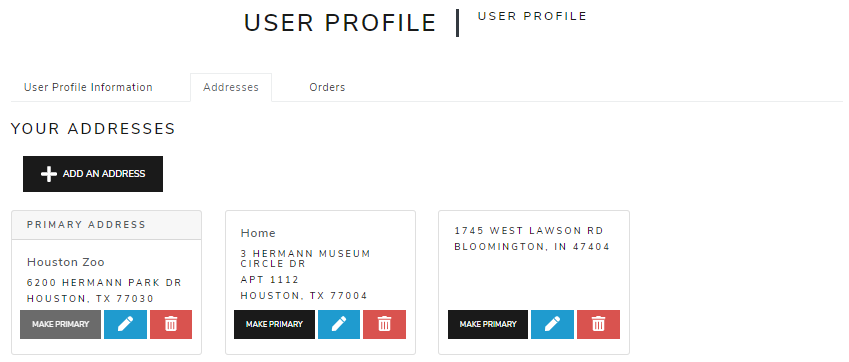 USER PROFILE
USER PROFILE
User Profile Information
Addresses
Orders
YOUR ADDRESSES
ADD AN ADDRESS
PRIMARY ADDRESS
Houston Zoo
6200 HERMANN PARK DR
HOUSTON, TX 77030
MAKE PRIMARY
Home
3 HERMANN MUSEUM
CIRCLE DR
APT 1112
HOUSTON, TX 77004
MAKE PRIMARY
1745 WEST LAWSON RD
BLOOMINGTON, IN 47404
MAKE PRIMARY